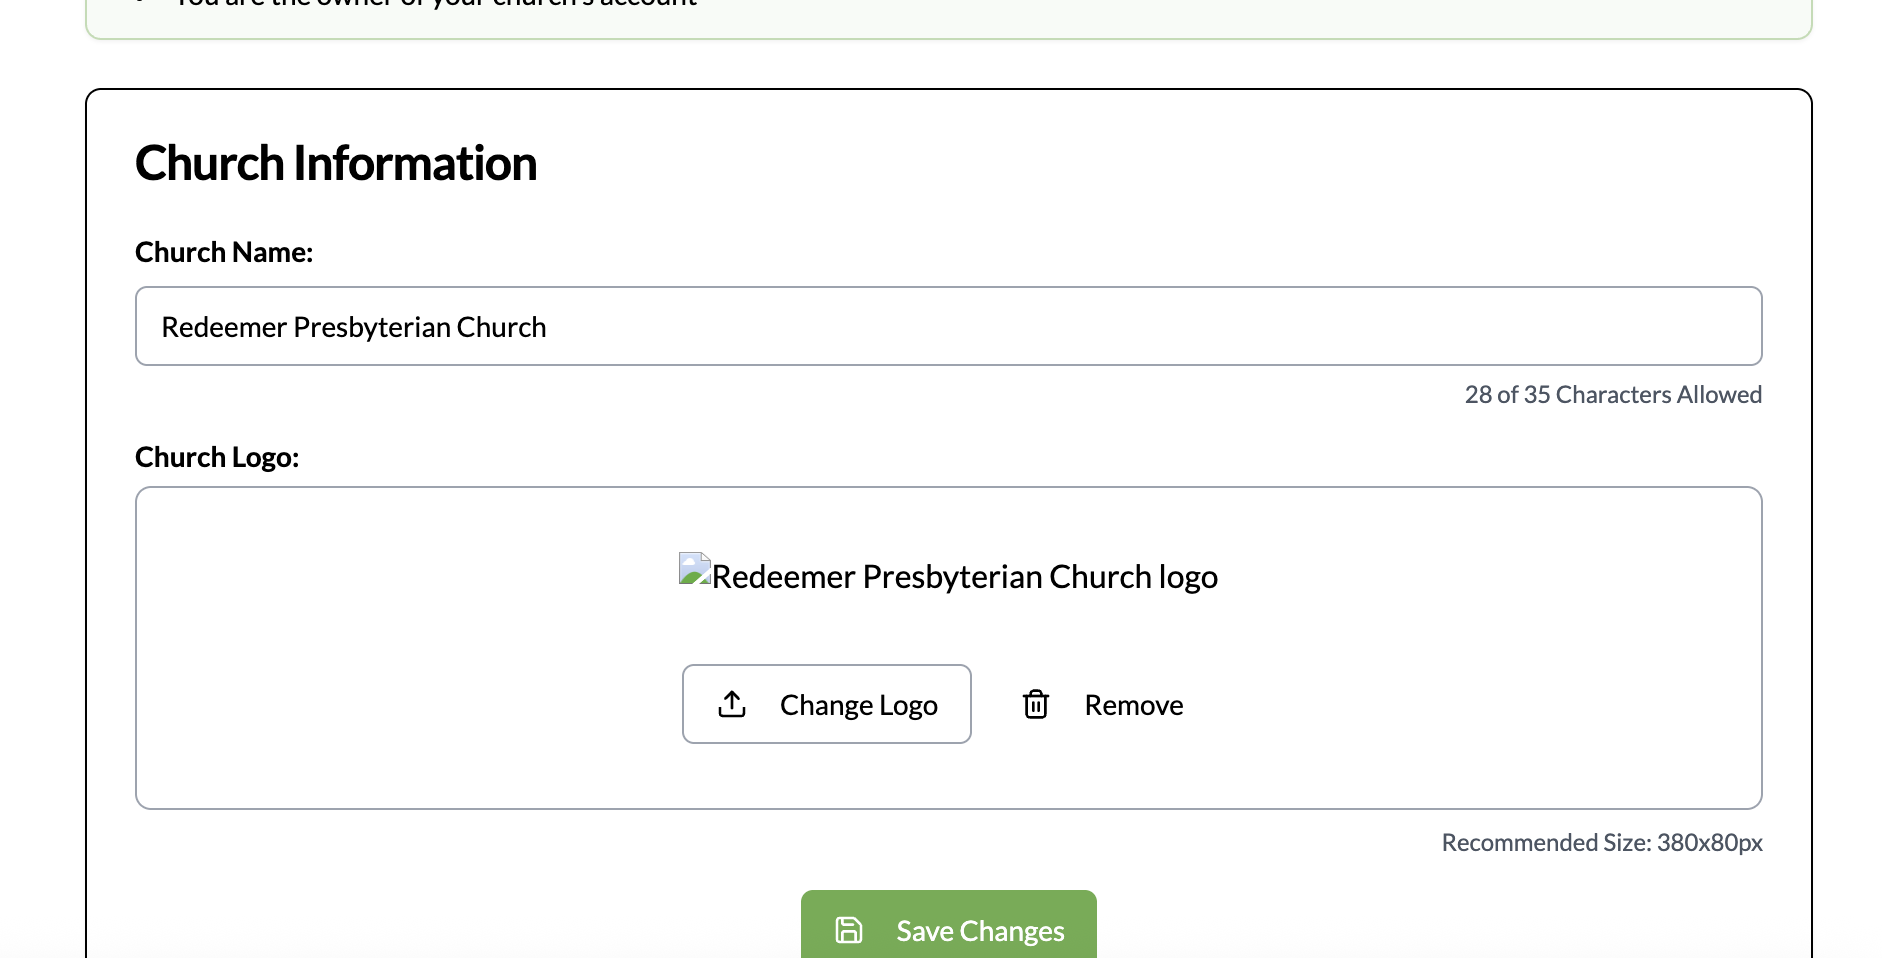 You are the owner of your church's account
Church Information
Church Name:
Redeemer Presbyterian Church
28 of 35 Characters Allowed
Church Logo:
Redeemer Presbyterian Church logo
Change Logo
Remove
Recommended Size: 380x80px
Save Changes